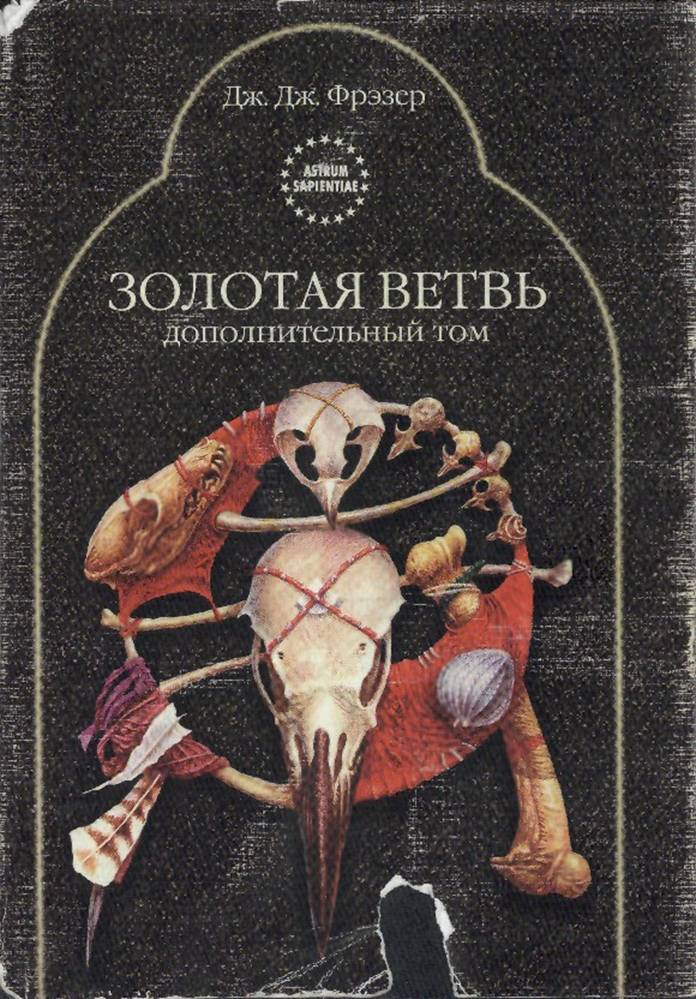 Дж. Дж. Фрэзер
ASTRUM
SAPIENTIAE
ЗОЛОТАЯ ВЕТВЬ
дополнительный том